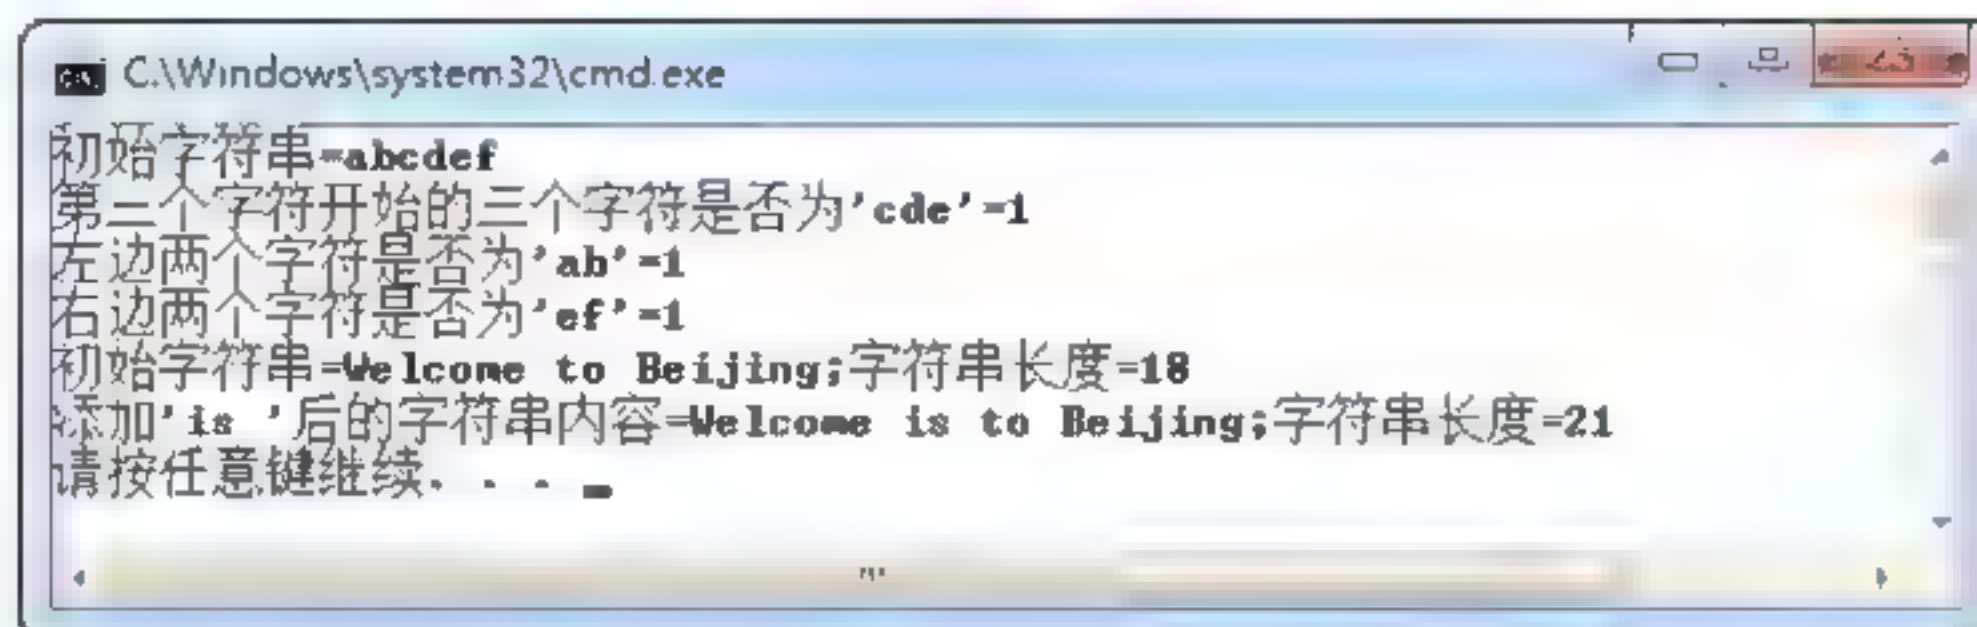 C:\Windows\system32\cmd.exe
初始字符串=abcdef
第三个字符开始的三个字符是否为'cde'=1
左边两个字符是否为'ab'=1
右边两个字符是否为'ef'=1
初始字符串=Welcome to Beijing;字符串长度=18
添加'is '后的字符串内容=Welcome is to Beijing;字符串长度=21
请按任意键继续. . .